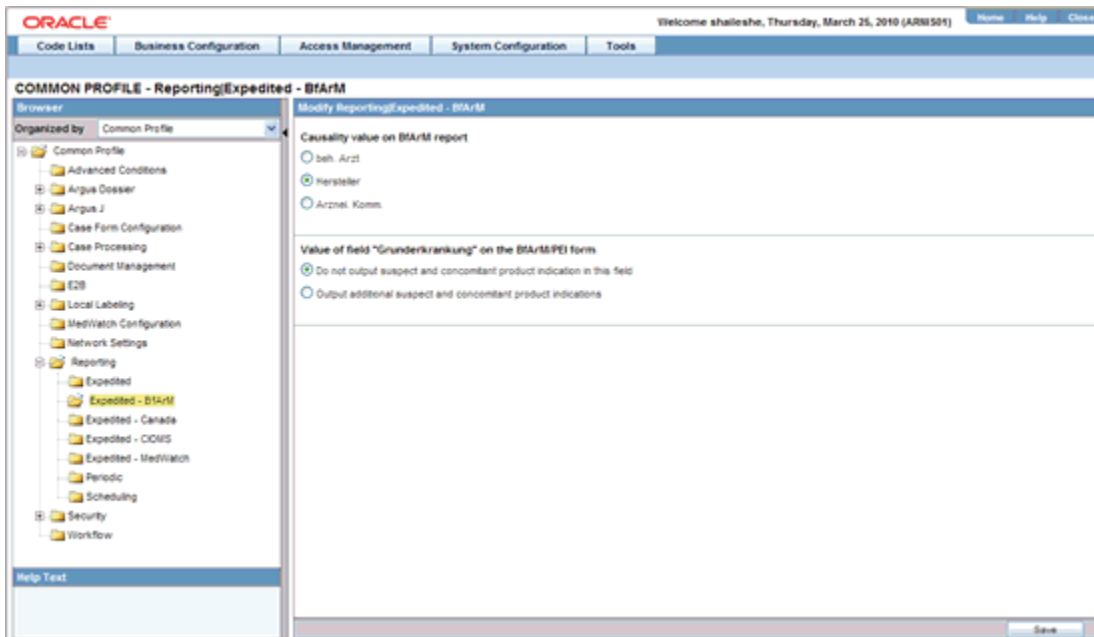 ORACLE
Welcome shaileshe, Thursday, March 25, 2010 (ARNIS01)
Home Help Close
Code Lists Business Configuration Access Management System Configuration Tools
COMMON PROFILE - Reporting|Expedited - BfArM
Browser
Organized by Common Profile
Common Profile
Advanced Conditions
Argus Dossier
Argus J
Case Form Configuration
Case Processing
Document Management
E2B
Local Labeling
MedWatch Configuration
Network Settings
Reporting
Expedited
Expedited - BfArM
Expedited - Canada
Expedited - CIOMS
Expedited - MedWatch
Periodic
Scheduling
Security
Workflow
Help Text
Modify Reporting|Expedited - BfArM
Causality value on BfArM report
beh. Arzt
Hersteller
Arznei. Komm.
Value of field "Grunderkrankung" on the BfArM/PEI form
Do not output suspect and concomitant product indication in this field
Output additional suspect and concomitant product indications
Save